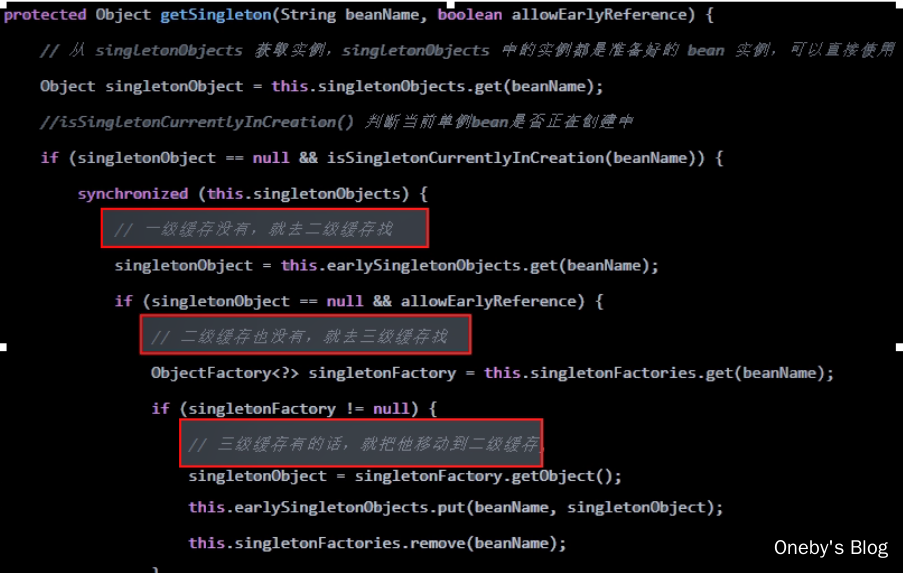 protected Object getSingleton(String beanName, boolean allowEarlyReference) {
// 从 singletonObjects 获取实例，singletonObjects 中的实例都是准备好的 bean 实例，可以直接使用
Object singletonObject = this.singletonObjects.get(beanName);
//isSingletonCurrentlyInCreation() 判断当前单例bean是否正在创建中
if (singletonObject == null && isSingletonCurrentlyInCreation(beanName)) {
synchronized (this.singletonObjects) {
// 一级缓存没有，就去二级缓存找
singletonObject = this.earlySingletonObjects.get(beanName);
if (singletonObject == null && allowEarlyReference) {
// 二级缓存也没有，就去三级缓存找
ObjectFactory<?> singletonFactory = this.singletonFactories.get(beanName);
if (singletonFactory != null) {
// 三级缓存有的话，就把他移动到二级缓存,
singletonObject = singletonFactory.getObject();
this.earlySingletonObjects.put(beanName, singletonObject);
this.singletonFactories.remove(beanName);
}
Oneby's Blog